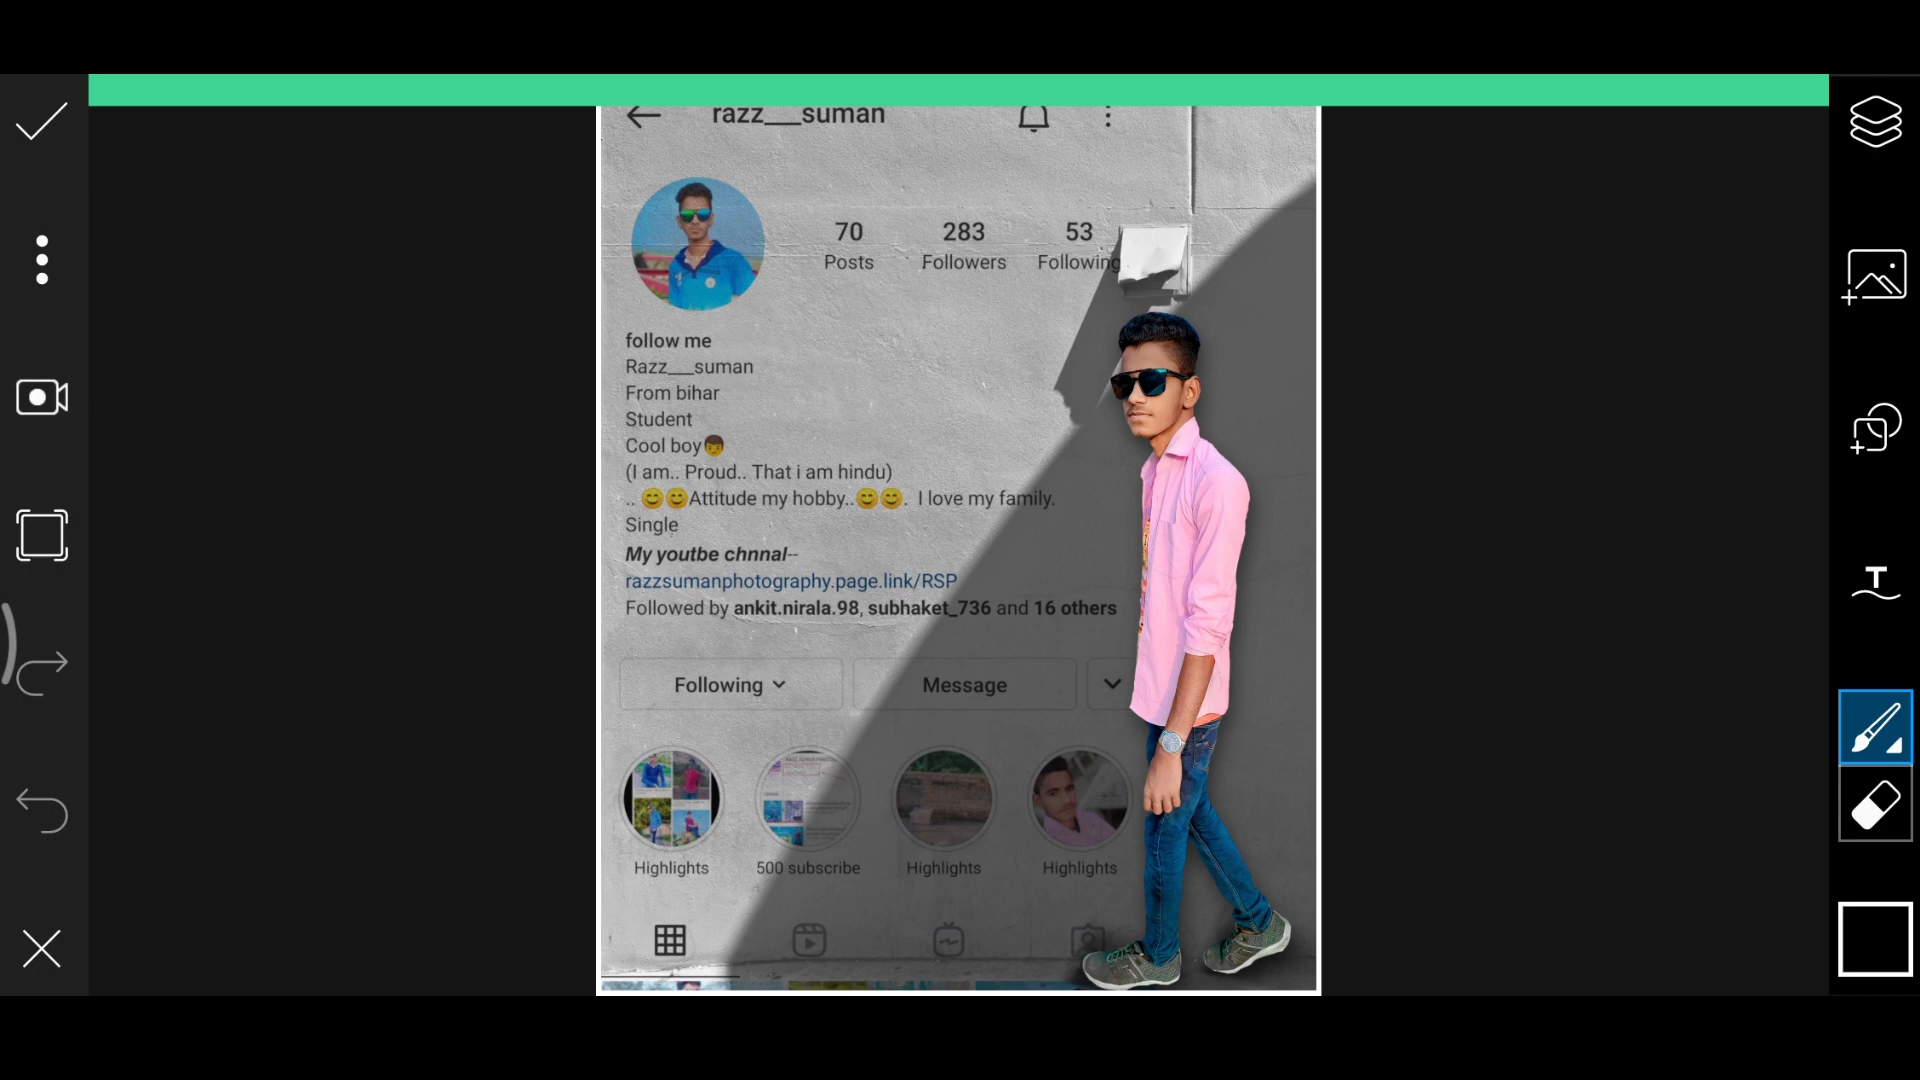 razz___suman
70 283 53
Posts Followers Following
follow me
Razz___suman
From bihar
Student
Cool boy👦
(I am.. Proud.. That i am hindu)
.. 😊😊Attitude my hobby..😊😊. I love my family.
Single
My youtbe chnnal--
razzsumanphotography.page.link/RSP
Followed by ankit.nirala.98, subhaket_736 and 16 others
Following Message
Highlights 500 subscribe Highlights Highlights
T